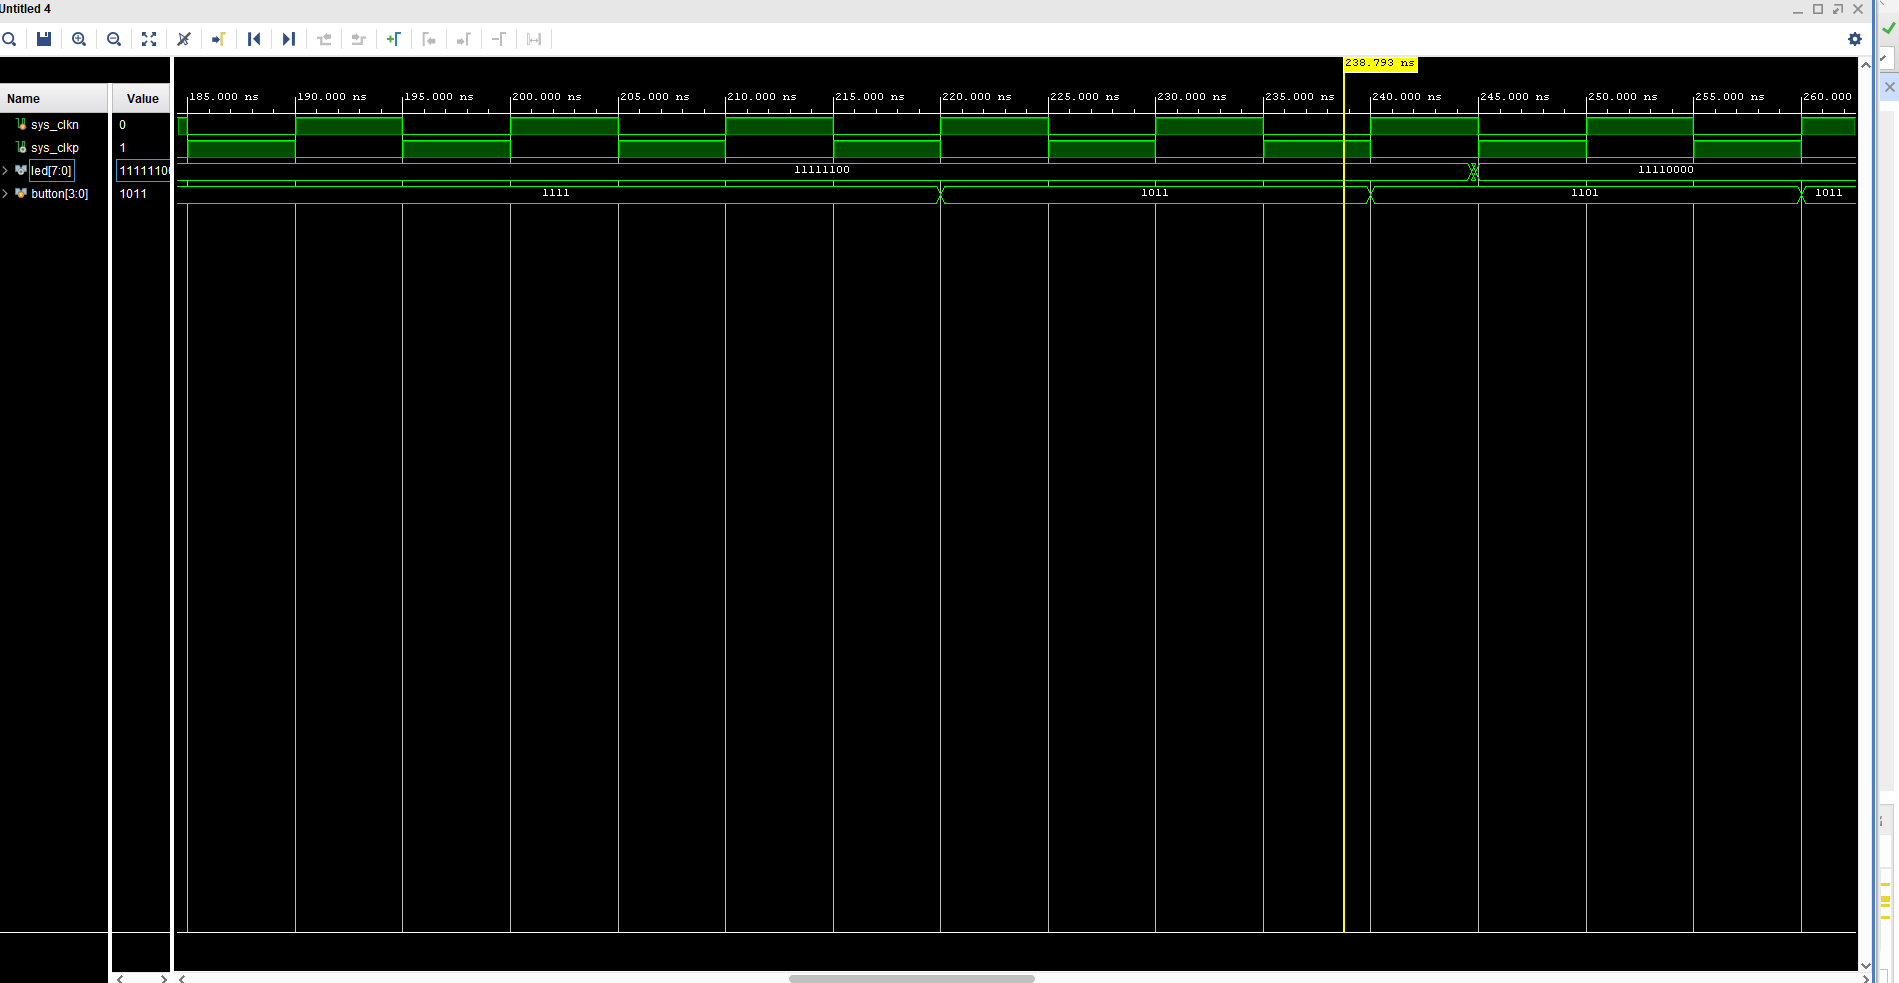 Untitled 4
238.793 ns
Name Value 185.000 ns 190.000 ns 195.000 ns 200.000 ns 205.000 ns 210.000 ns 215.000 ns 220.000 ns 225.000 ns 230.000 ns 235.000 ns 240.000 ns 245.000 ns 250.000 ns 255.000 ns 260.000
sys_clkn 0
sys_clkp 1
led[7:0] 11111100 11111100 11110000
button[3:0] 1011 1111 1011 1101 1011